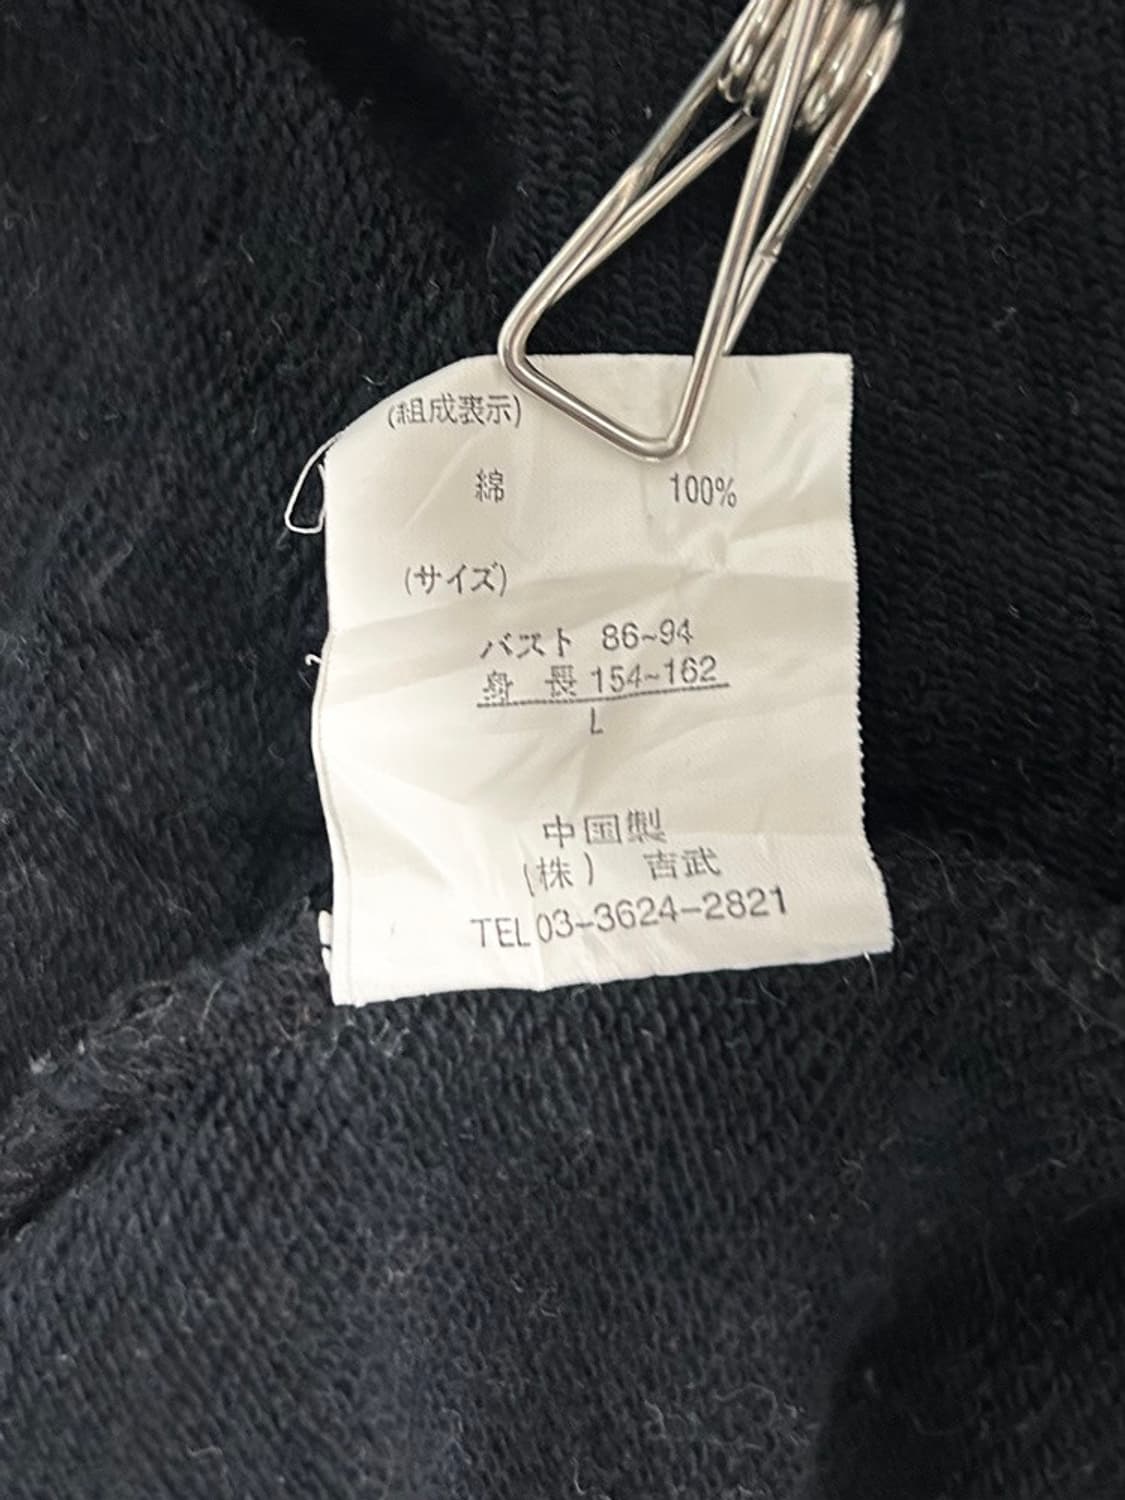 (組成表示)
綿 100%
(サイズ)
バスト 86~94
身 長 154~162
L
中国製
(株) 吉武
TEL 03-3624-2821